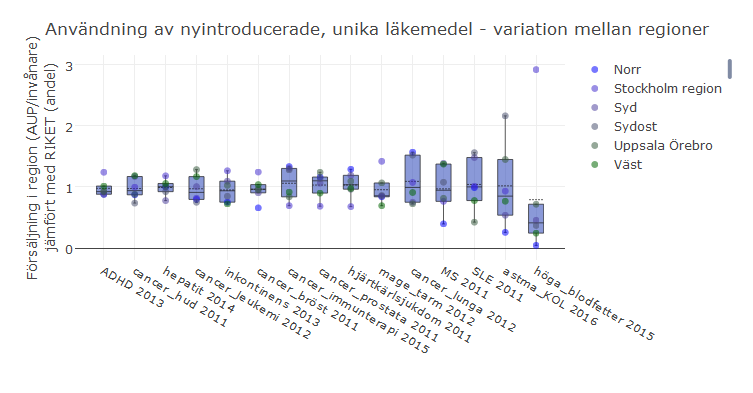 Användning av nyintroducerade, unika läkemedel - variation mellan regioner
Försäljning i region (AUP/invånare)
jämfört med RIKET (andel)
3
2
1
0
ADHD 2013
cancer_hud 2011
hepatit 2014
cancer_leukemi 2012
inkontinens 2013
cancer_bröst 2011
cancer_immunterapi 2015
cancer_prostata 2011
hjärtkärlsjukdom 2011
mage_tarm 2012
cancer_lunga 2012
MS 2011
SLE 2011
astma_KOL 2016
höga_blodfetter 2015
Norr
Stockholm region
Syd
Sydost
Uppsala Örebro
Väst